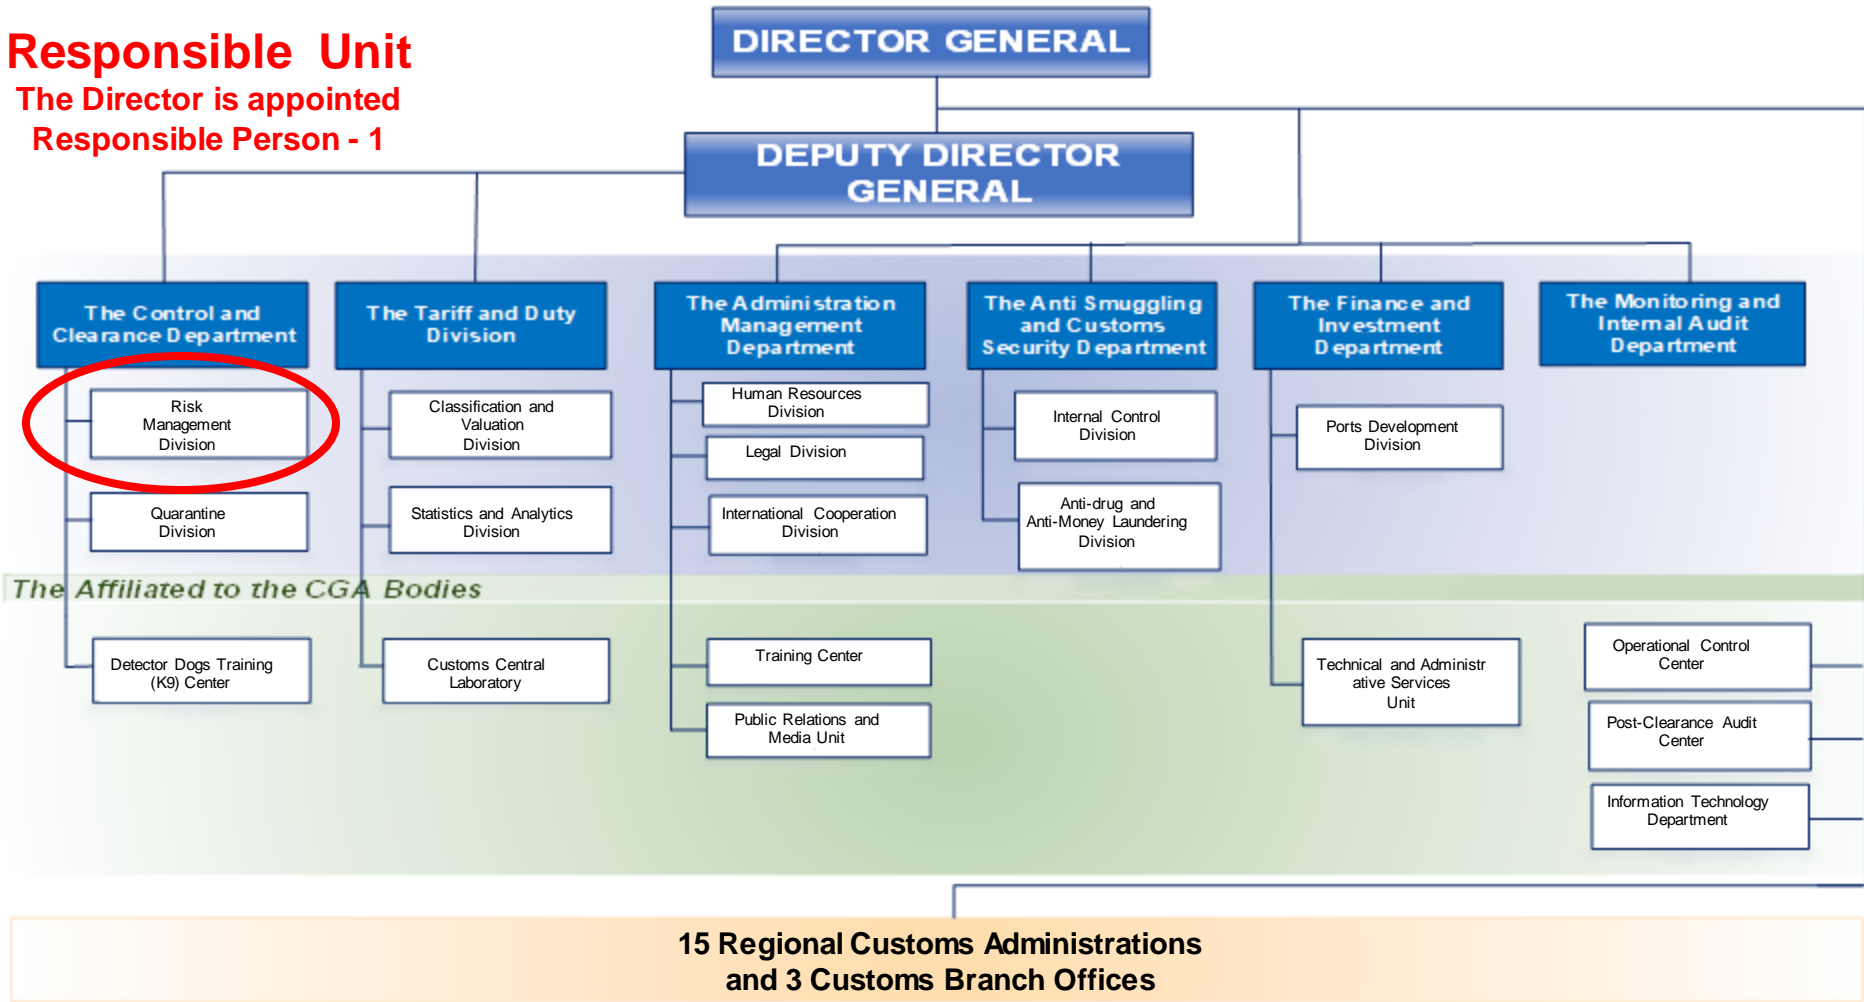 Responsible Unit
The Director is appointed
Responsible Person - 1
DIRECTOR GENERAL
DEPUTY DIRECTOR
GENERAL
The Control and
Clearance Department
The Tariff and Duty
Division
The Administration
Management
Department
The Anti Smuggling
and Customs
Security Department
The Finance and
Investment
Department
The Monitoring and
Internal Audit
Department
Risk
Management
Division
Classification and
Valuation
Division
Human Resources
Division
Legal Division
Internal Control
Division
Ports Development
Division
Quarantine
Division
Statistics and Analytics
Division
International Cooperation
Division
Anti-drug and
Anti-Money Laundering
Division
The Affiliated to the CGA Bodies
Detector Dogs Training
(K9) Center
Customs Central
Laboratory
Training Center
Public Relations and
Media Unit
Technical and Administr
ative Services
Unit
Operational Control
Center
Post-Clearance Audit
Center
Information Technology
Department
15 Regional Customs Administrations
and 3 Customs Branch Offices